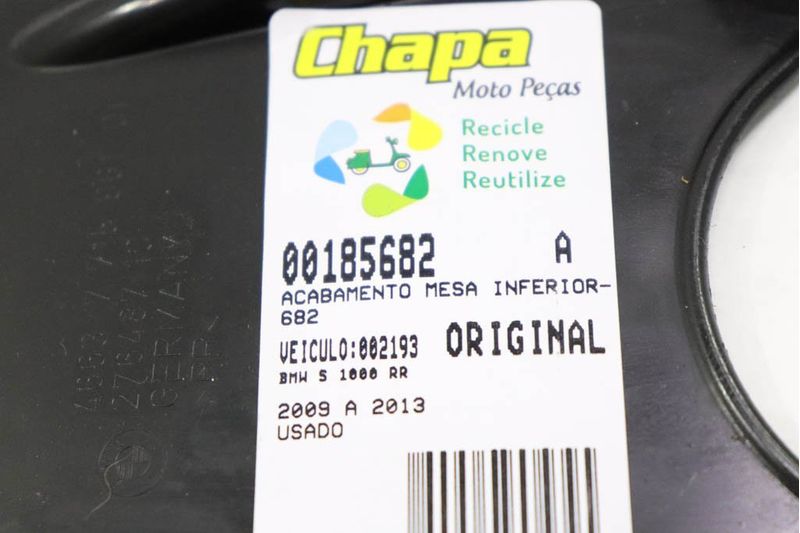 Chapa
Moto Peças
Recicle
Renove
Reutilize
00185682 A
ACABAMENTO MESA INFERIOR-
682
VEICULO:002193 ORIGINAL
BMW S 1000 RR
2009 A 2013
USADO
GERMANY